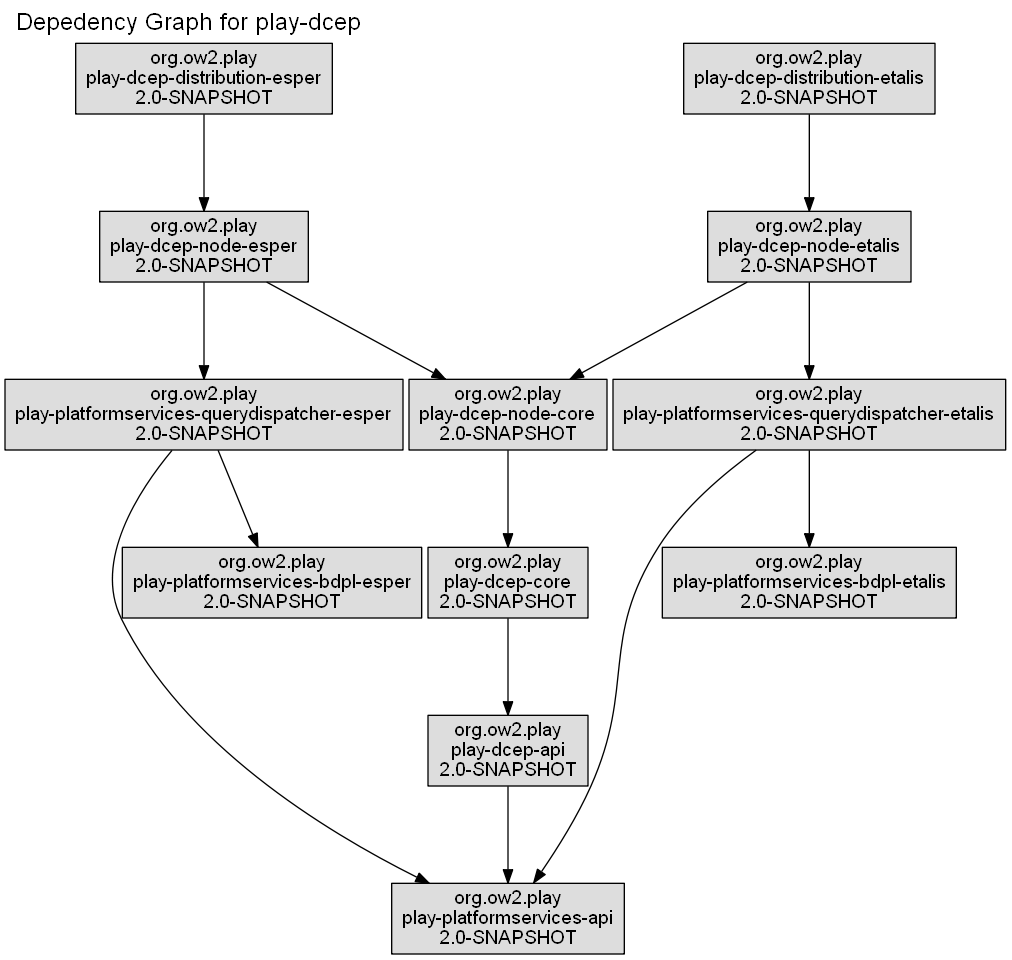 Depedency Graph for play-dcep
org.ow2.play
play-dcep-distribution-esper
2.0-SNAPSHOT
org.ow2.play
play-dcep-distribution-etalis
2.0-SNAPSHOT
org.ow2.play
play-dcep-node-esper
2.0-SNAPSHOT
org.ow2.play
play-dcep-node-etalis
2.0-SNAPSHOT
org.ow2.play
play-platformservices-querydispatcher-esper
2.0-SNAPSHOT
org.ow2.play
play-dcep-node-core
2.0-SNAPSHOT
org.ow2.play
play-platformservices-querydispatcher-etalis
2.0-SNAPSHOT
org.ow2.play
play-platformservices-bdpl-esper
2.0-SNAPSHOT
org.ow2.play
play-dcep-core
2.0-SNAPSHOT
org.ow2.play
play-platformservices-bdpl-etalis
2.0-SNAPSHOT
org.ow2.play
play-dcep-api
2.0-SNAPSHOT
org.ow2.play
play-platformservices-api
2.0-SNAPSHOT